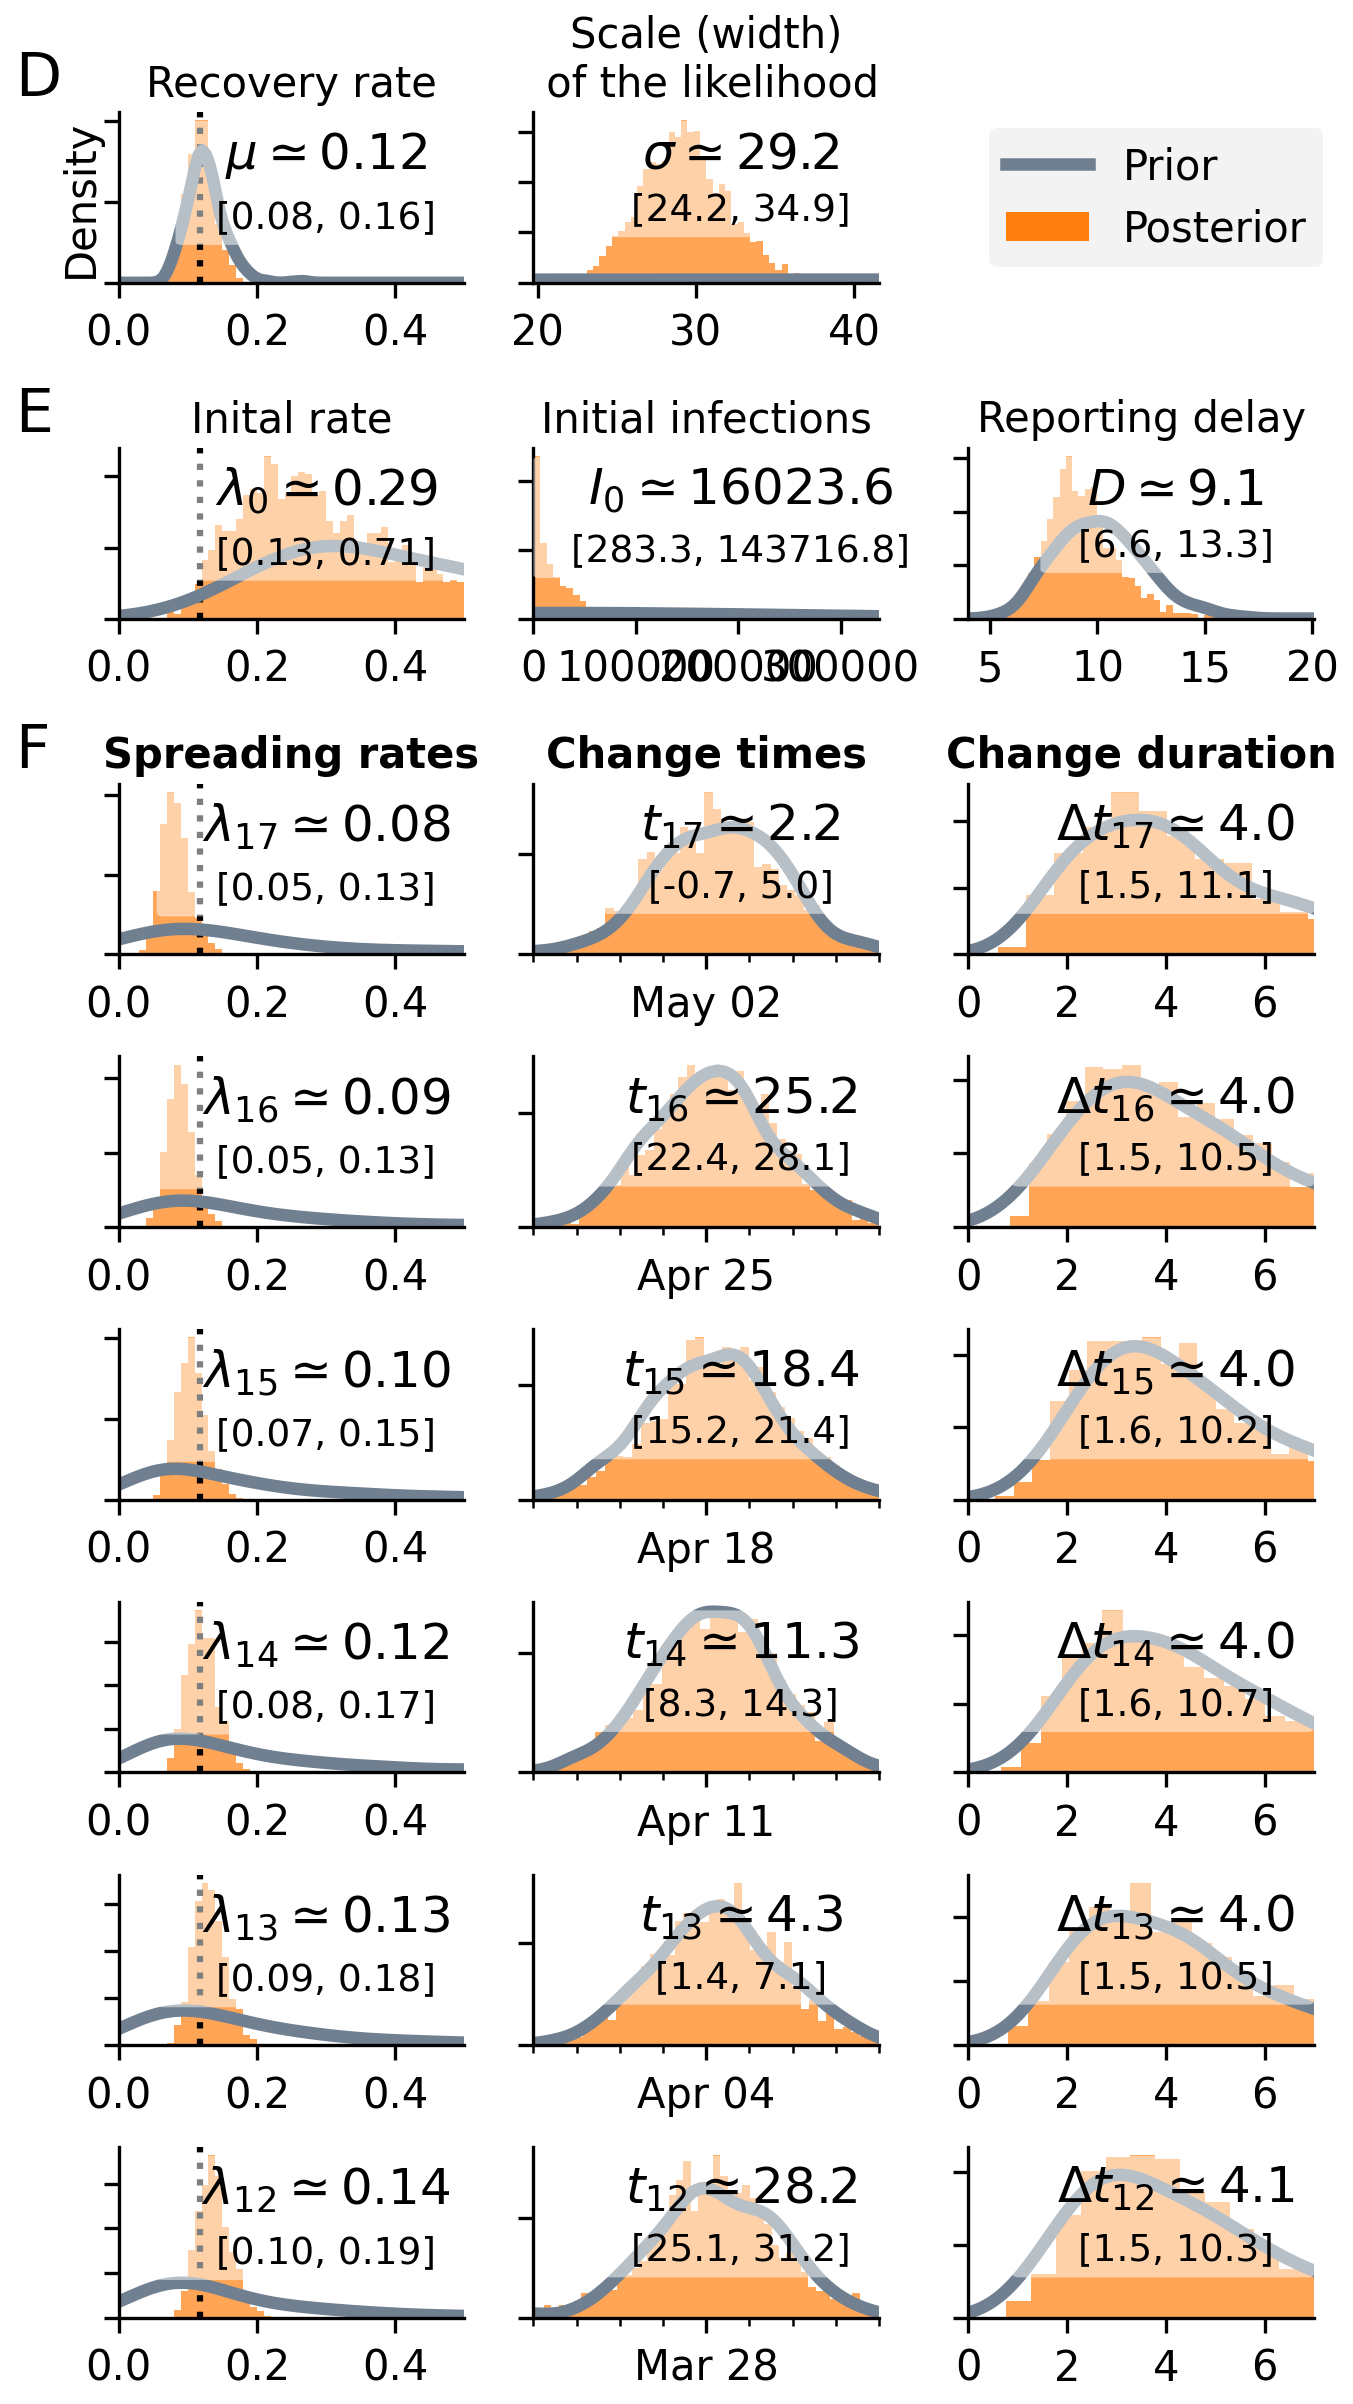 D
Recovery rate
Scale (width)
of the likelihood
Density
μ ≃ 0.12
[0.08, 0.16]
σ ≃ 29.2
[24.2, 34.9]
Prior
Posterior
0.0 0.2 0.4
20 30 40
E
Inital rate
Initial infections
Reporting delay
λ0 ≃ 0.29
[0.13, 0.71]
I0 ≃ 16023.6
[283.3, 143716.8]
D ≃ 9.1
[6.6, 13.3]
0.0 0.2 0.4
0 100000 200000 300000
5 10 15 20
F
Spreading rates
Change times
Change duration
λ17 ≃ 0.08
[0.05, 0.13]
t17 ≃ 2.2
[-0.7, 5.0]
Δt17 ≃ 4.0
[1.5, 11.1]
0.0 0.2 0.4
May 02
0 2 4 6
λ16 ≃ 0.09
[0.05, 0.13]
t16 ≃ 25.2
[22.4, 28.1]
Δt16 ≃ 4.0
[1.5, 10.5]
0.0 0.2 0.4
Apr 25
0 2 4 6
λ15 ≃ 0.10
[0.07, 0.15]
t15 ≃ 18.4
[15.2, 21.4]
Δt15 ≃ 4.0
[1.6, 10.2]
0.0 0.2 0.4
Apr 18
0 2 4 6
λ14 ≃ 0.12
[0.08, 0.17]
t14 ≃ 11.3
[8.3, 14.3]
Δt14 ≃ 4.0
[1.6, 10.7]
0.0 0.2 0.4
Apr 11
0 2 4 6
λ13 ≃ 0.13
[0.09, 0.18]
t13 ≃ 4.3
[1.4, 7.1]
Δt13 ≃ 4.0
[1.5, 10.5]
0.0 0.2 0.4
Apr 04
0 2 4 6
λ12 ≃ 0.14
[0.10, 0.19]
t12 ≃ 28.2
[25.1, 31.2]
Δt12 ≃ 4.1
[1.5, 10.3]
0.0 0.2 0.4
Mar 28
0 2 4 6